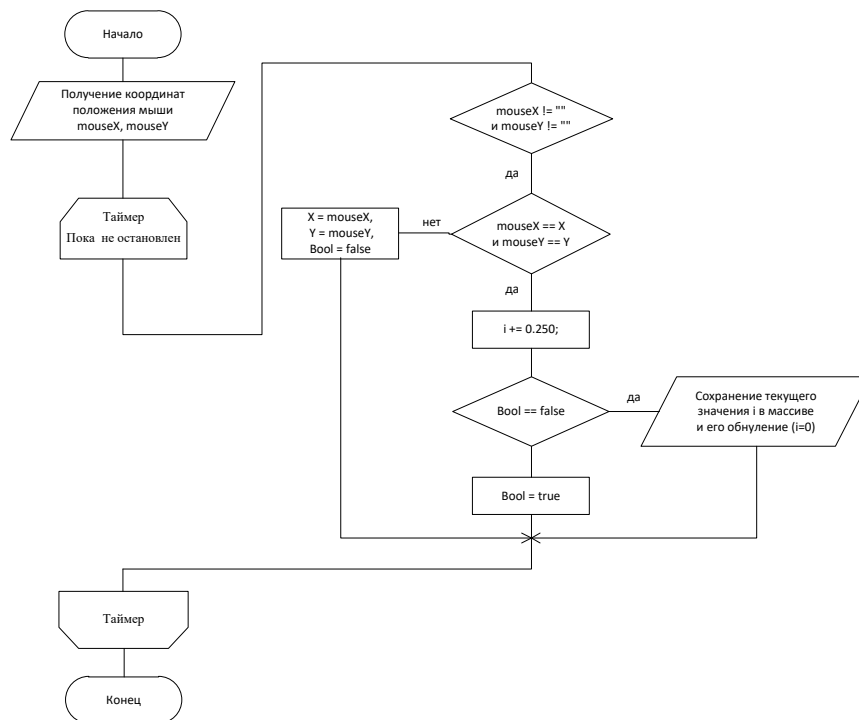 Начало
Получение координат
положения мыши
mouseX, mouseY
Таймер
Пока не остановлен
mouseX != ""
и mouseY != ""
да
mouseX == X
и mouseY == Y
нет
X = mouseX,
Y = mouseY,
Bool = false
да
i += 0.250;
Bool == false
да
Сохранение текущего
значения i в массиве
и его обнуление (i=0)
Bool = true
Таймер
Конец